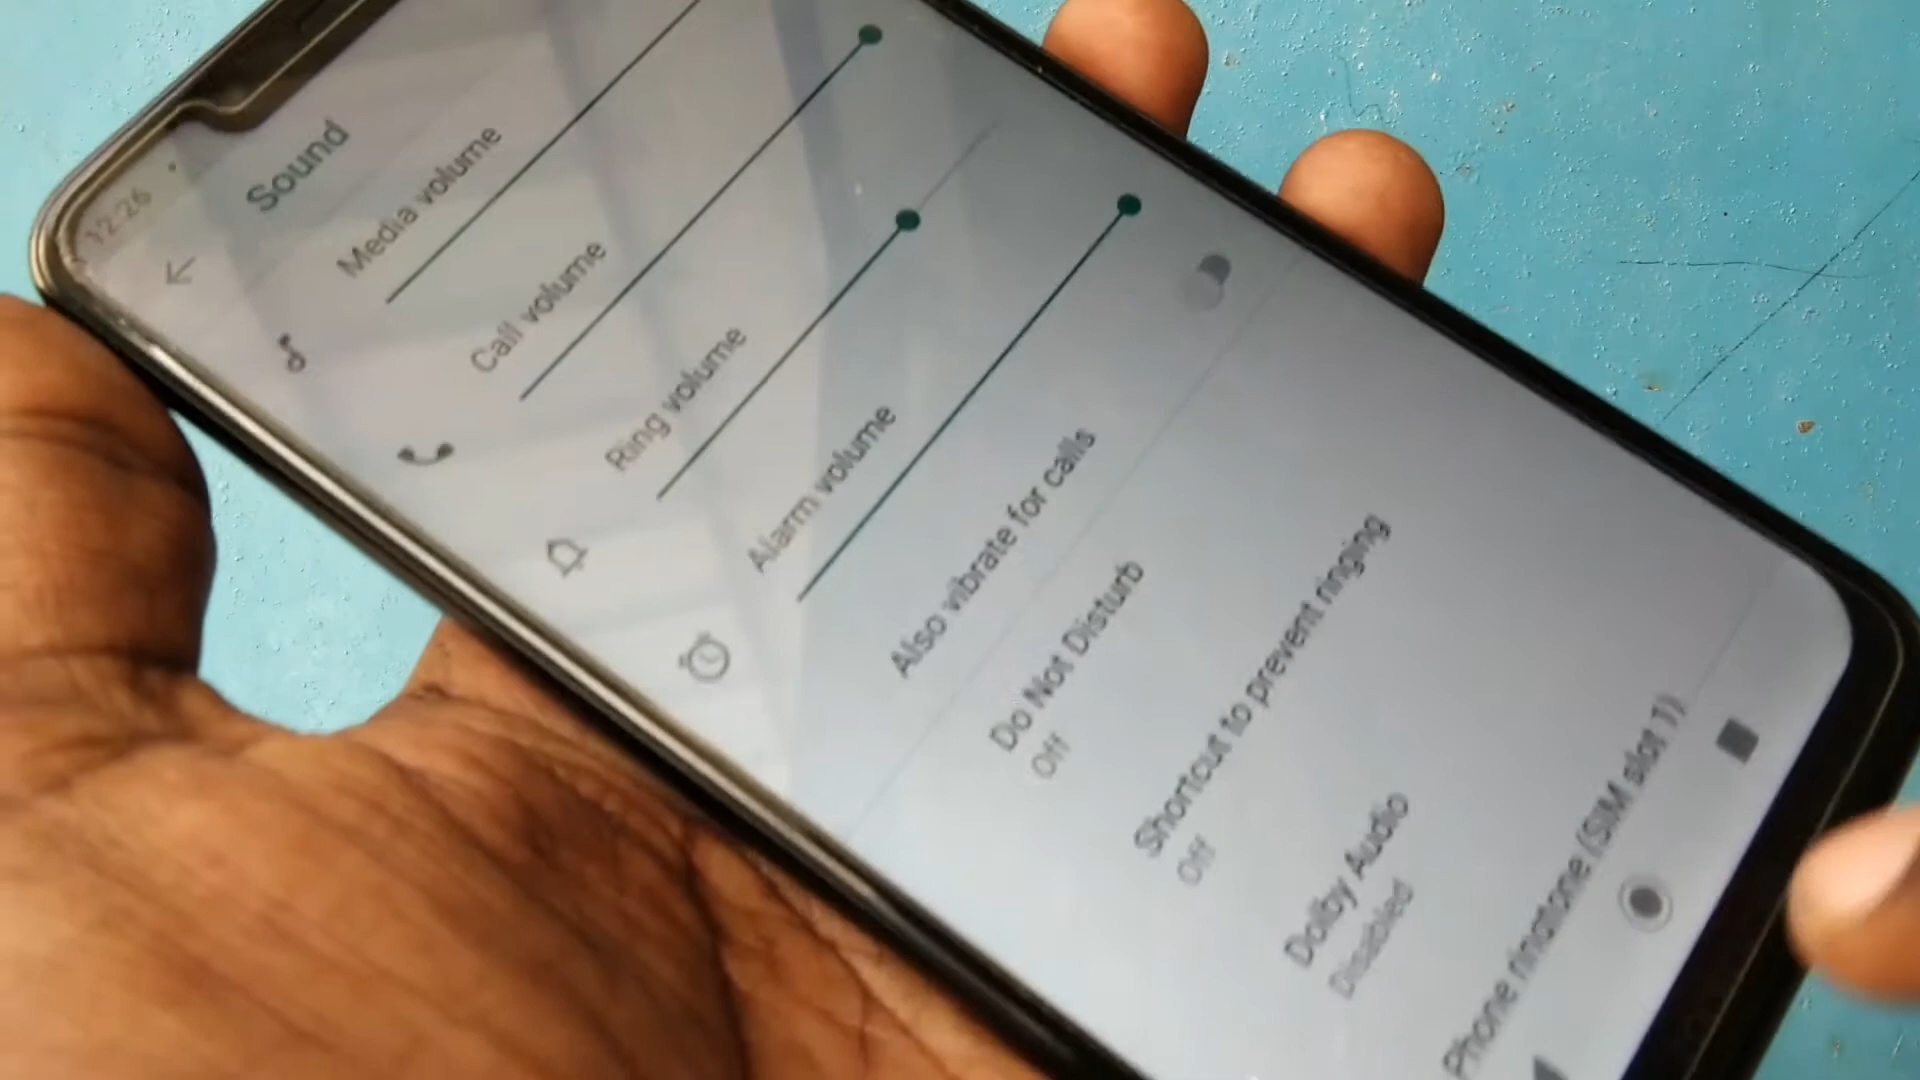 12:26
Sound
Media volume
Call volume
Ring volume
Alarm volume
Also vibrate for calls
Do Not Disturb
Off
Shortcut to prevent ringing
Off
Dolby Audio
Disabled
Phone ringtone (SIM slot 1)